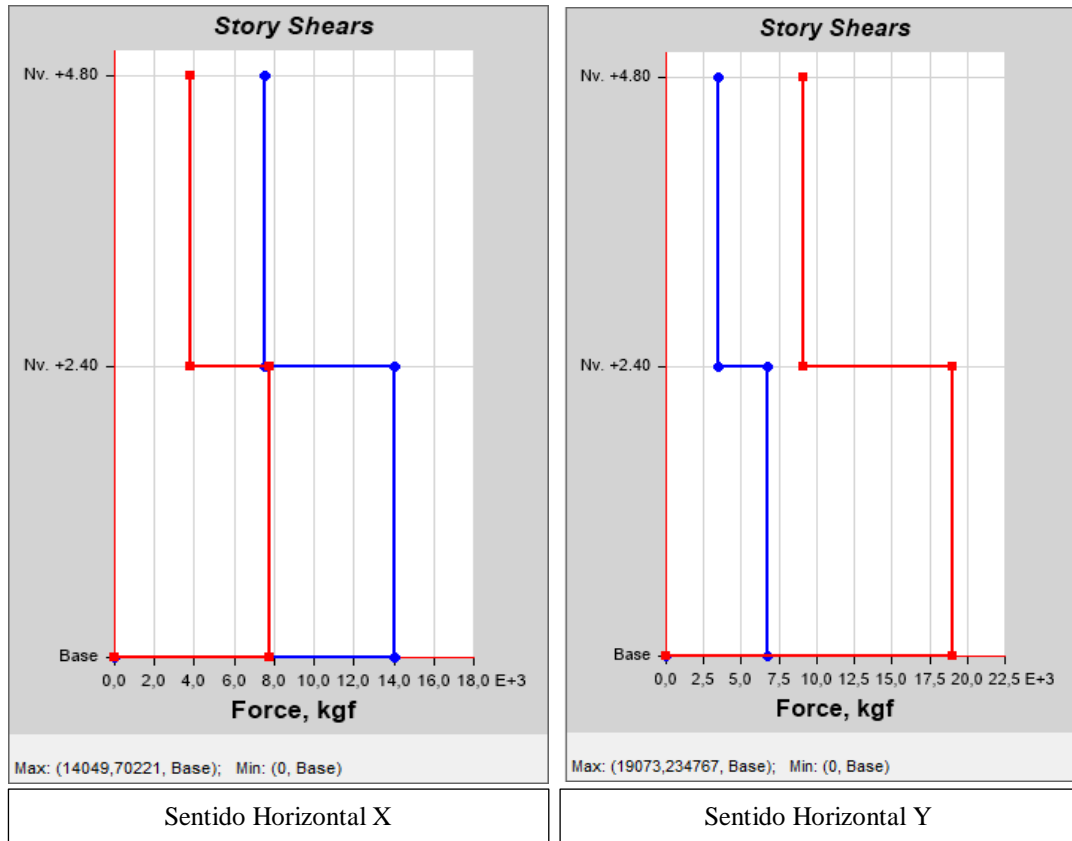 Story Shears
Nv. +4.80
Nv. +2.40
Base
0,0 2,0 4,0 6,0 8,0 10,0 12,0 14,0 16,0 18,0 E+3
Force, kgf
Max: (14049,70221, Base); Min: (0, Base)
Sentido Horizontal X
Story Shears
Nv. +4.80
Nv. +2.40
Base
0,0 2,5 5,0 7,5 10,0 12,5 15,0 17,5 20,0 22,5 E+3
Force, kgf
Max: (19073,234767, Base); Min: (0, Base)
Sentido Horizontal Y